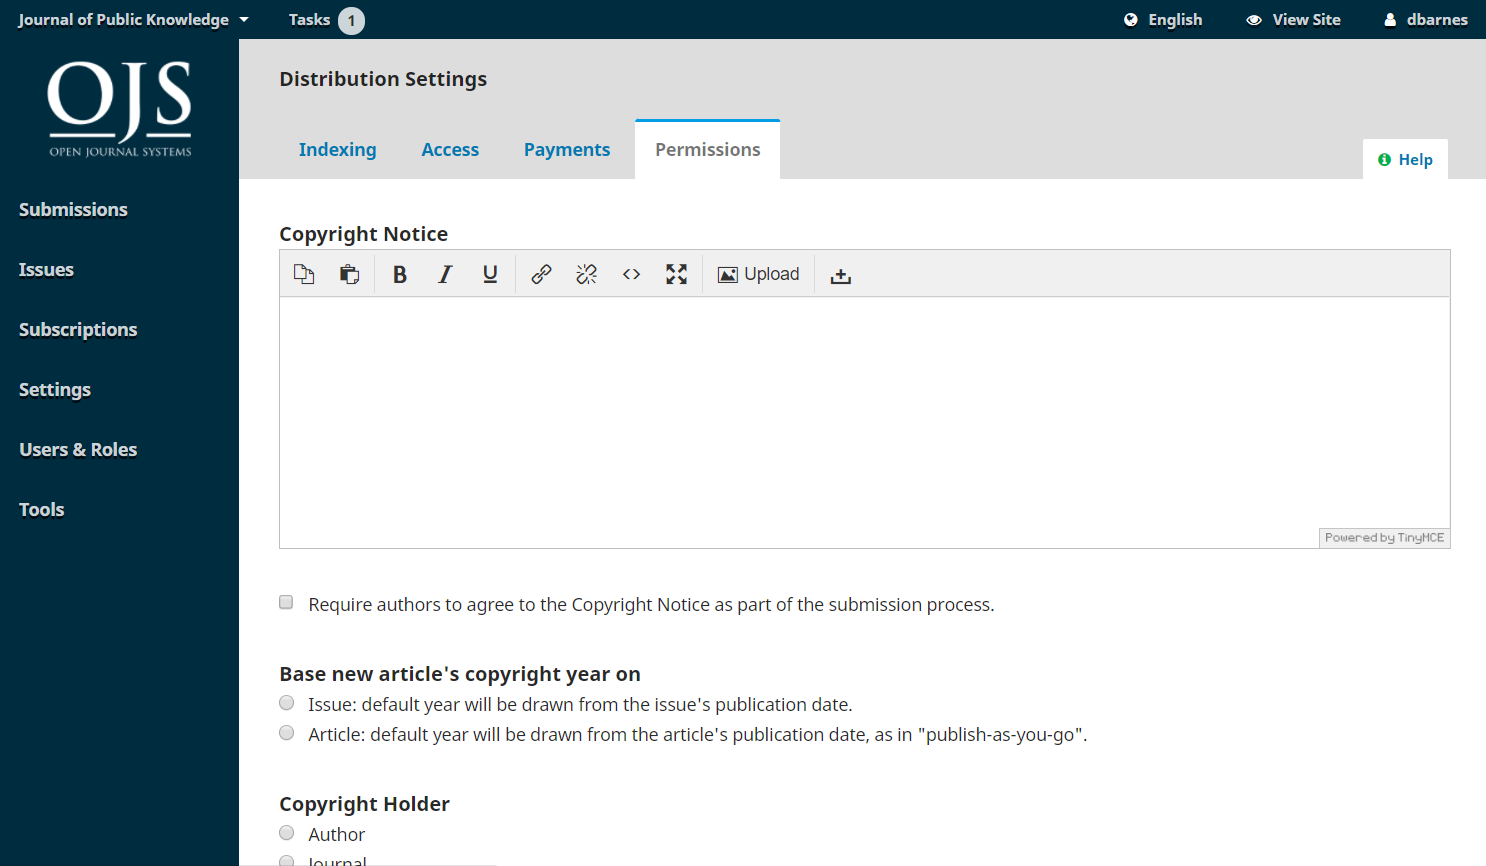 Journal of Public Knowledge Tasks 1 English View Site dbarnes
OJS
OPEN JOURNAL SYSTEMS
Submissions
Issues
Subscriptions
Settings
Users & Roles
Tools
Distribution Settings
Indexing Access Payments Permissions
Help
Copyright Notice
B I U <> Upload
Powered by TinyMCE
Require authors to agree to the Copyright Notice as part of the submission process.
Base new article's copyright year on
Issue: default year will be drawn from the issue's publication date.
Article: default year will be drawn from the article's publication date, as in "publish-as-you-go".
Copyright Holder
Author
Journal